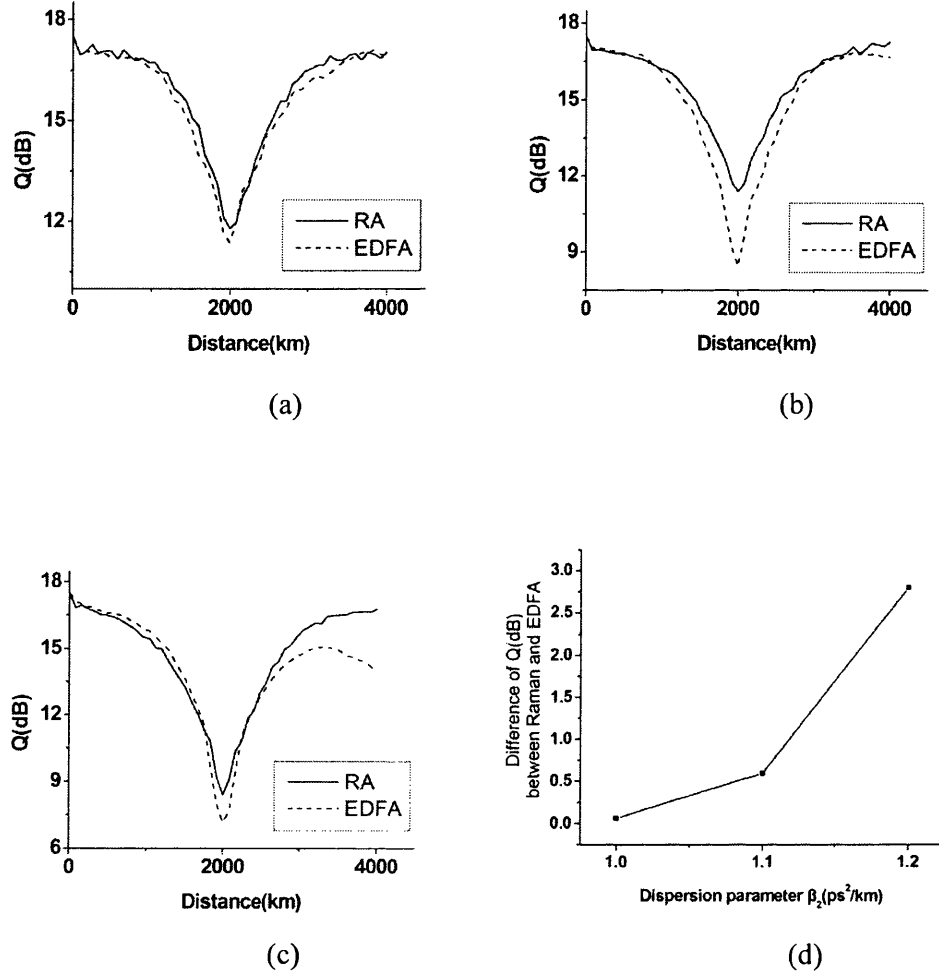 18
15
12
Q(dB)
RA
EDFA
0
2000
4000
Distance(km)
(a)
18
15
12
9
Q(dB)
RA
EDFA
0
2000
4000
Distance(km)
(b)
18
15
12
9
6
Q(dB)
RA
EDFA
0
2000
4000
Distance(km)
(c)
3.0
2.5
2.0
1.5
1.0
0.5
0.0
Difference of Q(dB)
between Raman and EDFA
1.0
1.1
1.2
Dispersion parameter β₂(ps²/km)
(d)